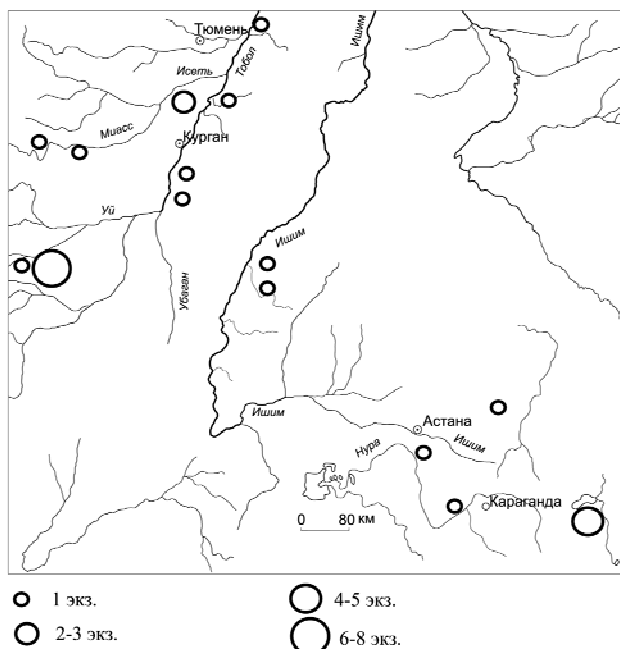 Тюмень
Ишим
Тобол
Исеть
Миасс
Курган
Уй
Ишим
Убаган
Ишим
Астана
Ишим
Нура
Караганда
0 80 км
1 экз.
4-5 экз.
2-3 экз.
6-8 экз.